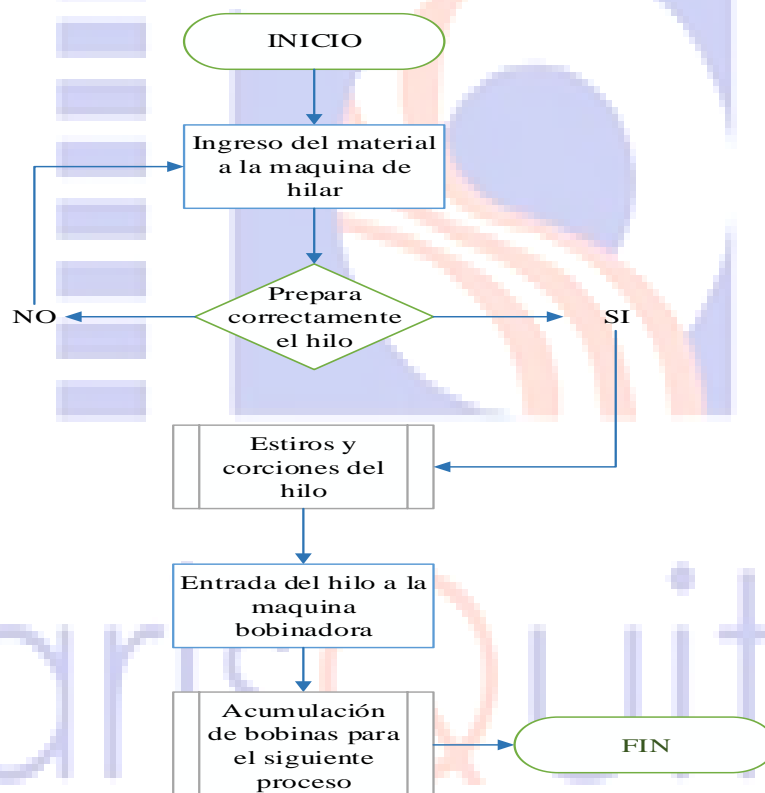 INICIO
Ingreso del material
a la maquina de
hilar
Prepara
correctamente
el hilo
NO
SI
Estiros y
corciones del
hilo
Entrada del hilo a la
maquina
bobinadora
Acumulación
de bobinas para
el siguiente
proceso
FIN